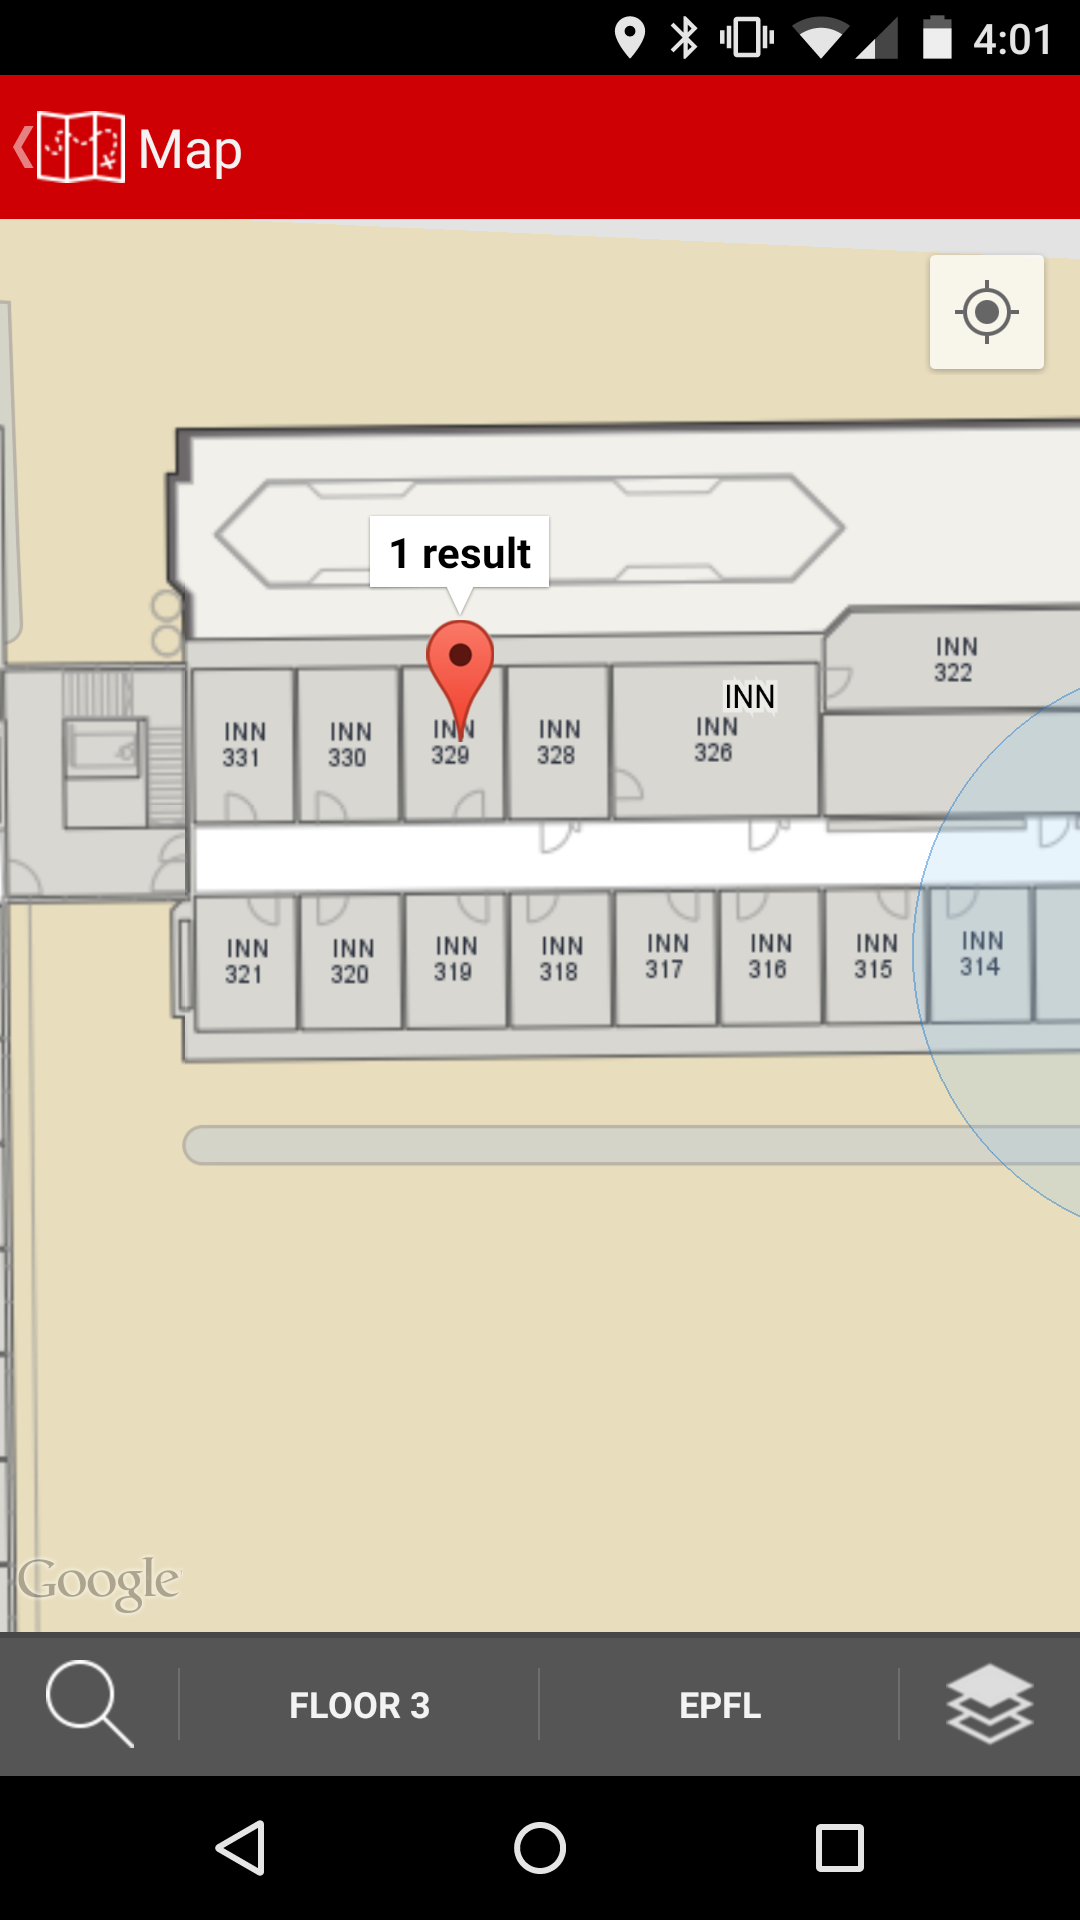 4:01
Map
1 result
INN
322
INN
INN
331
INN
330
INN
329
INN
328
INN
326
INN
321
INN
320
INN
319
INN
318
INN
317
INN
316
INN
315
INN
314
Google
FLOOR 3
EPFL